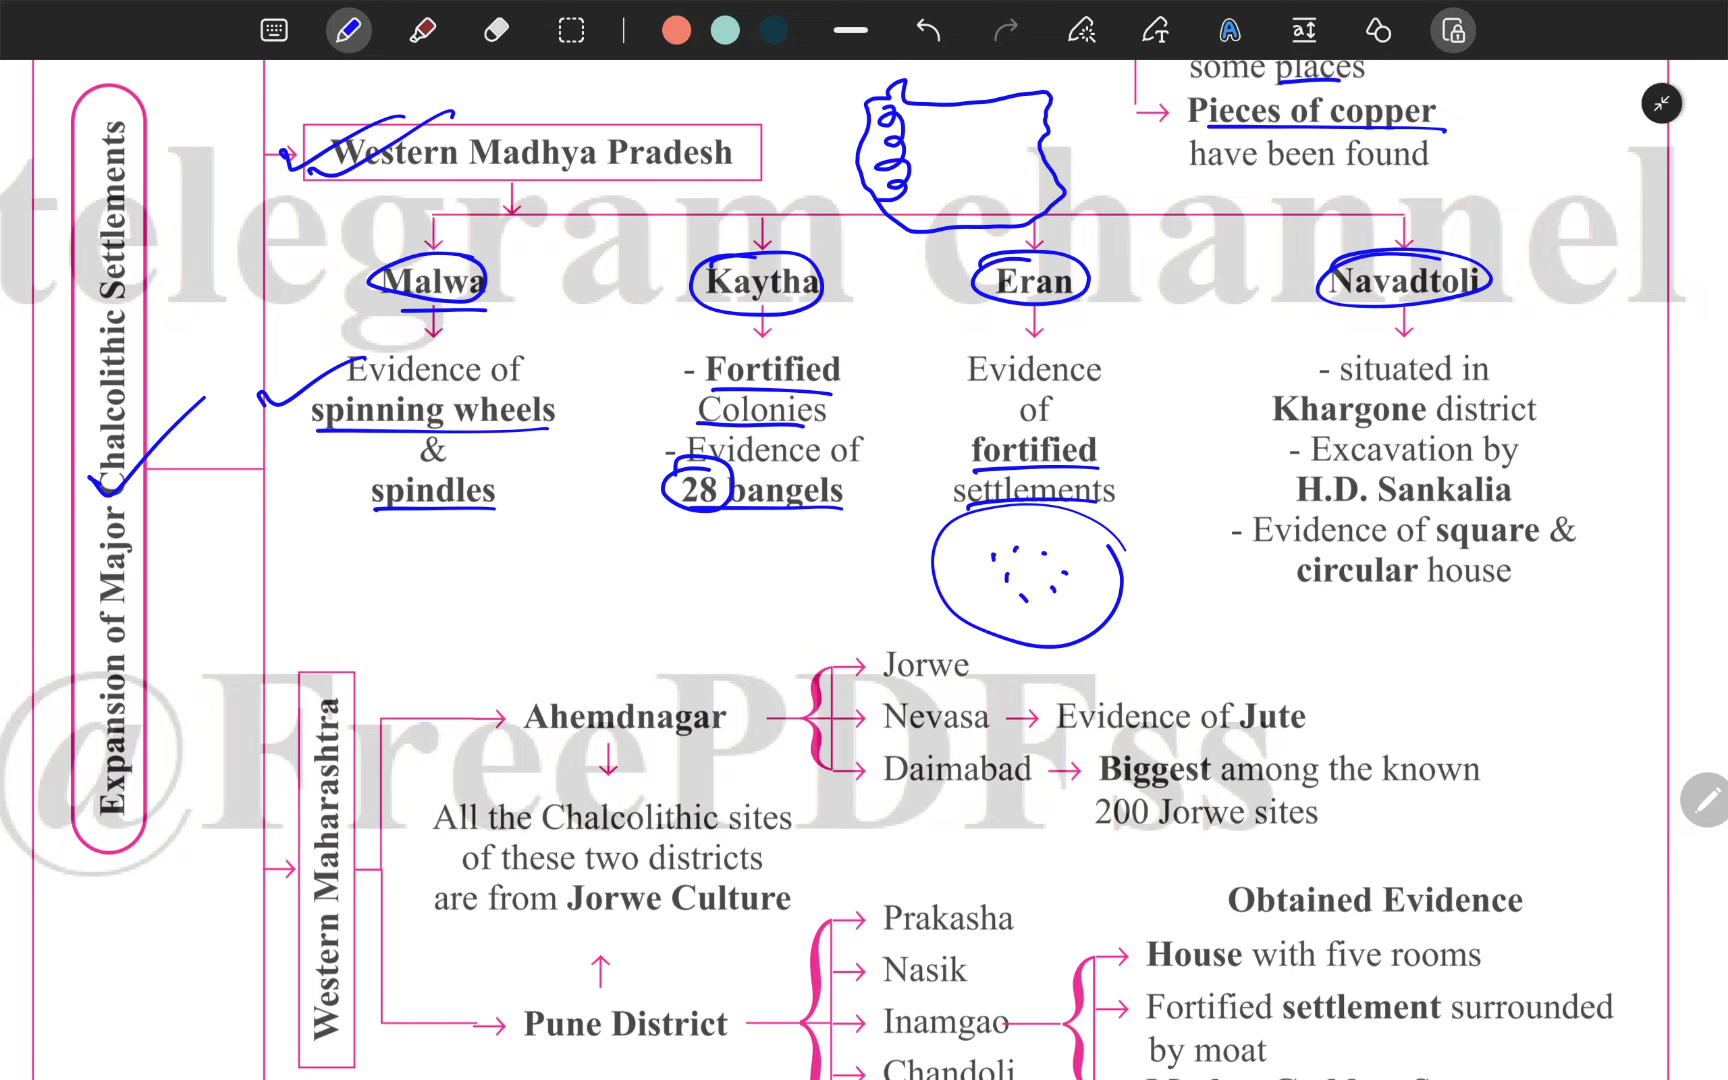 some places
Pieces of copper
have been found
Expansion of Major Chalcolithic Settlements
Western Madhya Pradesh
Malwa
Evidence of
spinning wheels
&
spindles
Kaytha
- Fortified
Colonies
- Evidence of
28 bangels
Eran
Evidence
of
fortified
settlements
Navadtoli
- situated in
Khargone district
- Excavation by
H.D. Sankalia
- Evidence of square &
circular house
Western Maharashtra
Ahemdnagar
Jorwe
Nevasa → Evidence of Jute
Daimabad → Biggest among the known
200 Jorwe sites
All the Chalcolithic sites
of these two districts
are from Jorwe Culture
Pune District
Prakasha
Nasik
Inamgao
Chandoli
Obtained Evidence
House with five rooms
Fortified settlement surrounded
by moat
telegram channel
@FreePDFss